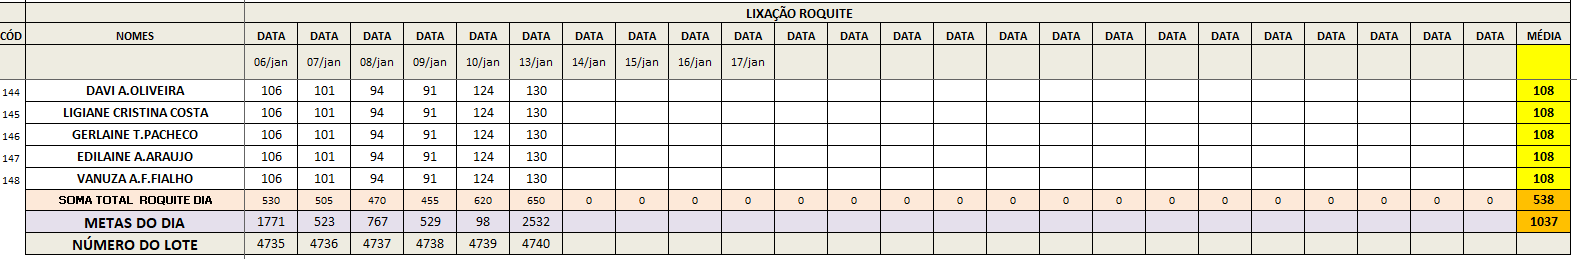 LIXAÇÃO ROQUITE
CÓD NOMES DATA DATA DATA DATA DATA DATA DATA DATA DATA DATA DATA DATA DATA DATA DATA DATA DATA DATA DATA DATA DATA DATA DATA DATA MÉDIA
06/jan 07/jan 08/jan 09/jan 10/jan 13/jan 14/jan 15/jan 16/jan 17/jan
144 DAVI A.OLIVEIRA 106 101 94 91 124 130 108
145 LIGIANE CRISTINA COSTA 106 101 94 91 124 130 108
146 GERLAINE T.PACHECO 106 101 94 91 124 130 108
147 EDILAINE A.ARAUJO 106 101 94 91 124 130 108
148 VANUZA A.F.FIALHO 106 101 94 91 124 130 108
SOMA TOTAL ROQUITE DIA 530 505 470 455 620 650 0 0 0 0 0 0 0 0 0 0 0 0 0 0 0 0 0 0 538
METAS DO DIA 1771 523 767 529 98 2532 1037
NÚMERO DO LOTE 4735 4736 4737 4738 4739 4740